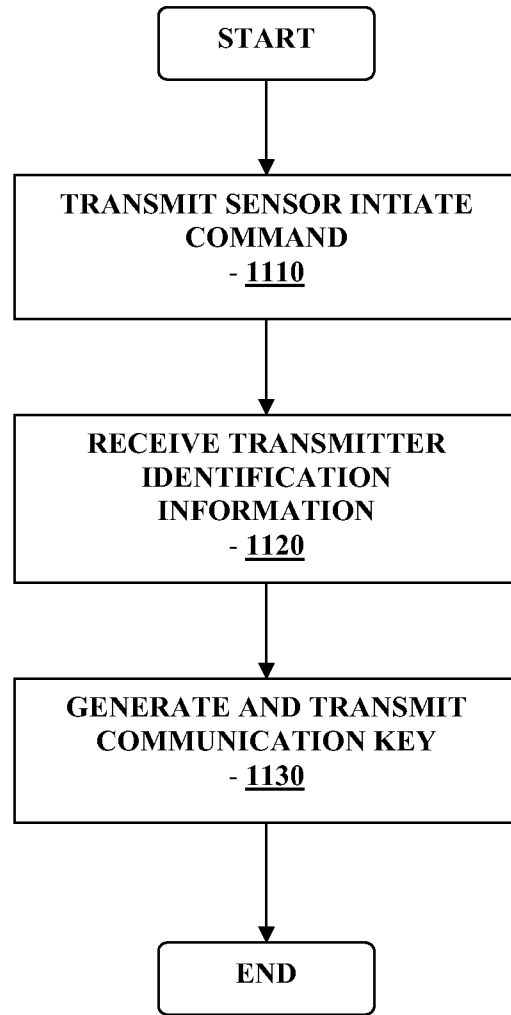 START
TRANSMIT SENSOR INTIATE
COMMAND
- 1110
RECEIVE TRANSMITTER
IDENTIFICATION
INFORMATION
- 1120
GENERATE AND TRANSMIT
COMMUNICATION KEY
- 1130
END